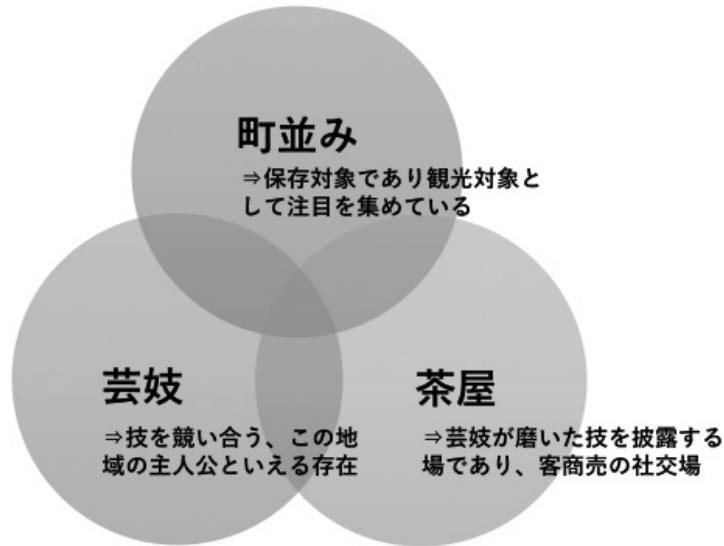 町並み
⇒保存対象であり観光対象と
して注目を集めている
芸妓
⇒技を競い合う、この地
域の主人公といえる存在
茶屋
⇒芸妓が磨いた技を披露する
場であり、客商売の社交場